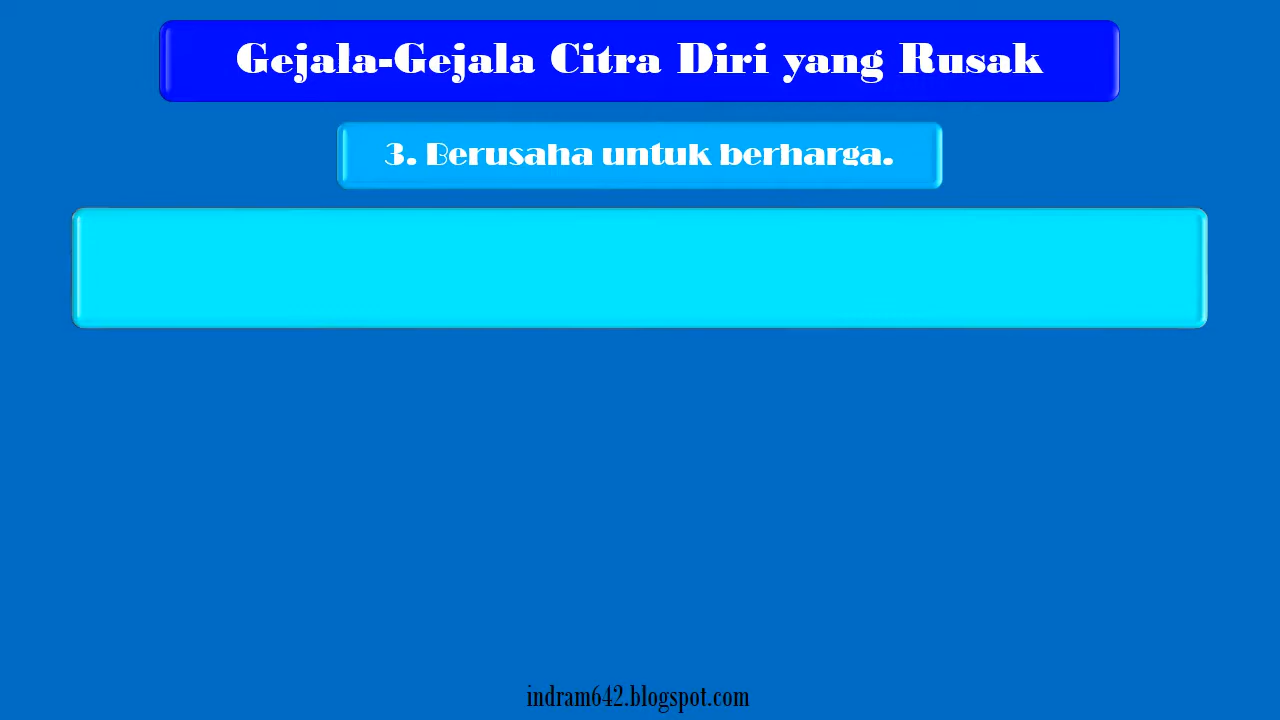 Gejala-Gejala Citra Diri yang Rusak
3. Berusaha untuk berharga.
indram642.blogspot.com